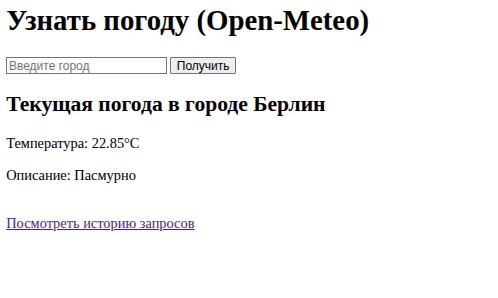 Узнать погоду (Open-Meteo)
Введите город Получить
Текущая погода в городе Берлин
Температура: 22.85°C
Описание: Пасмурно
Посмотреть историю запросов